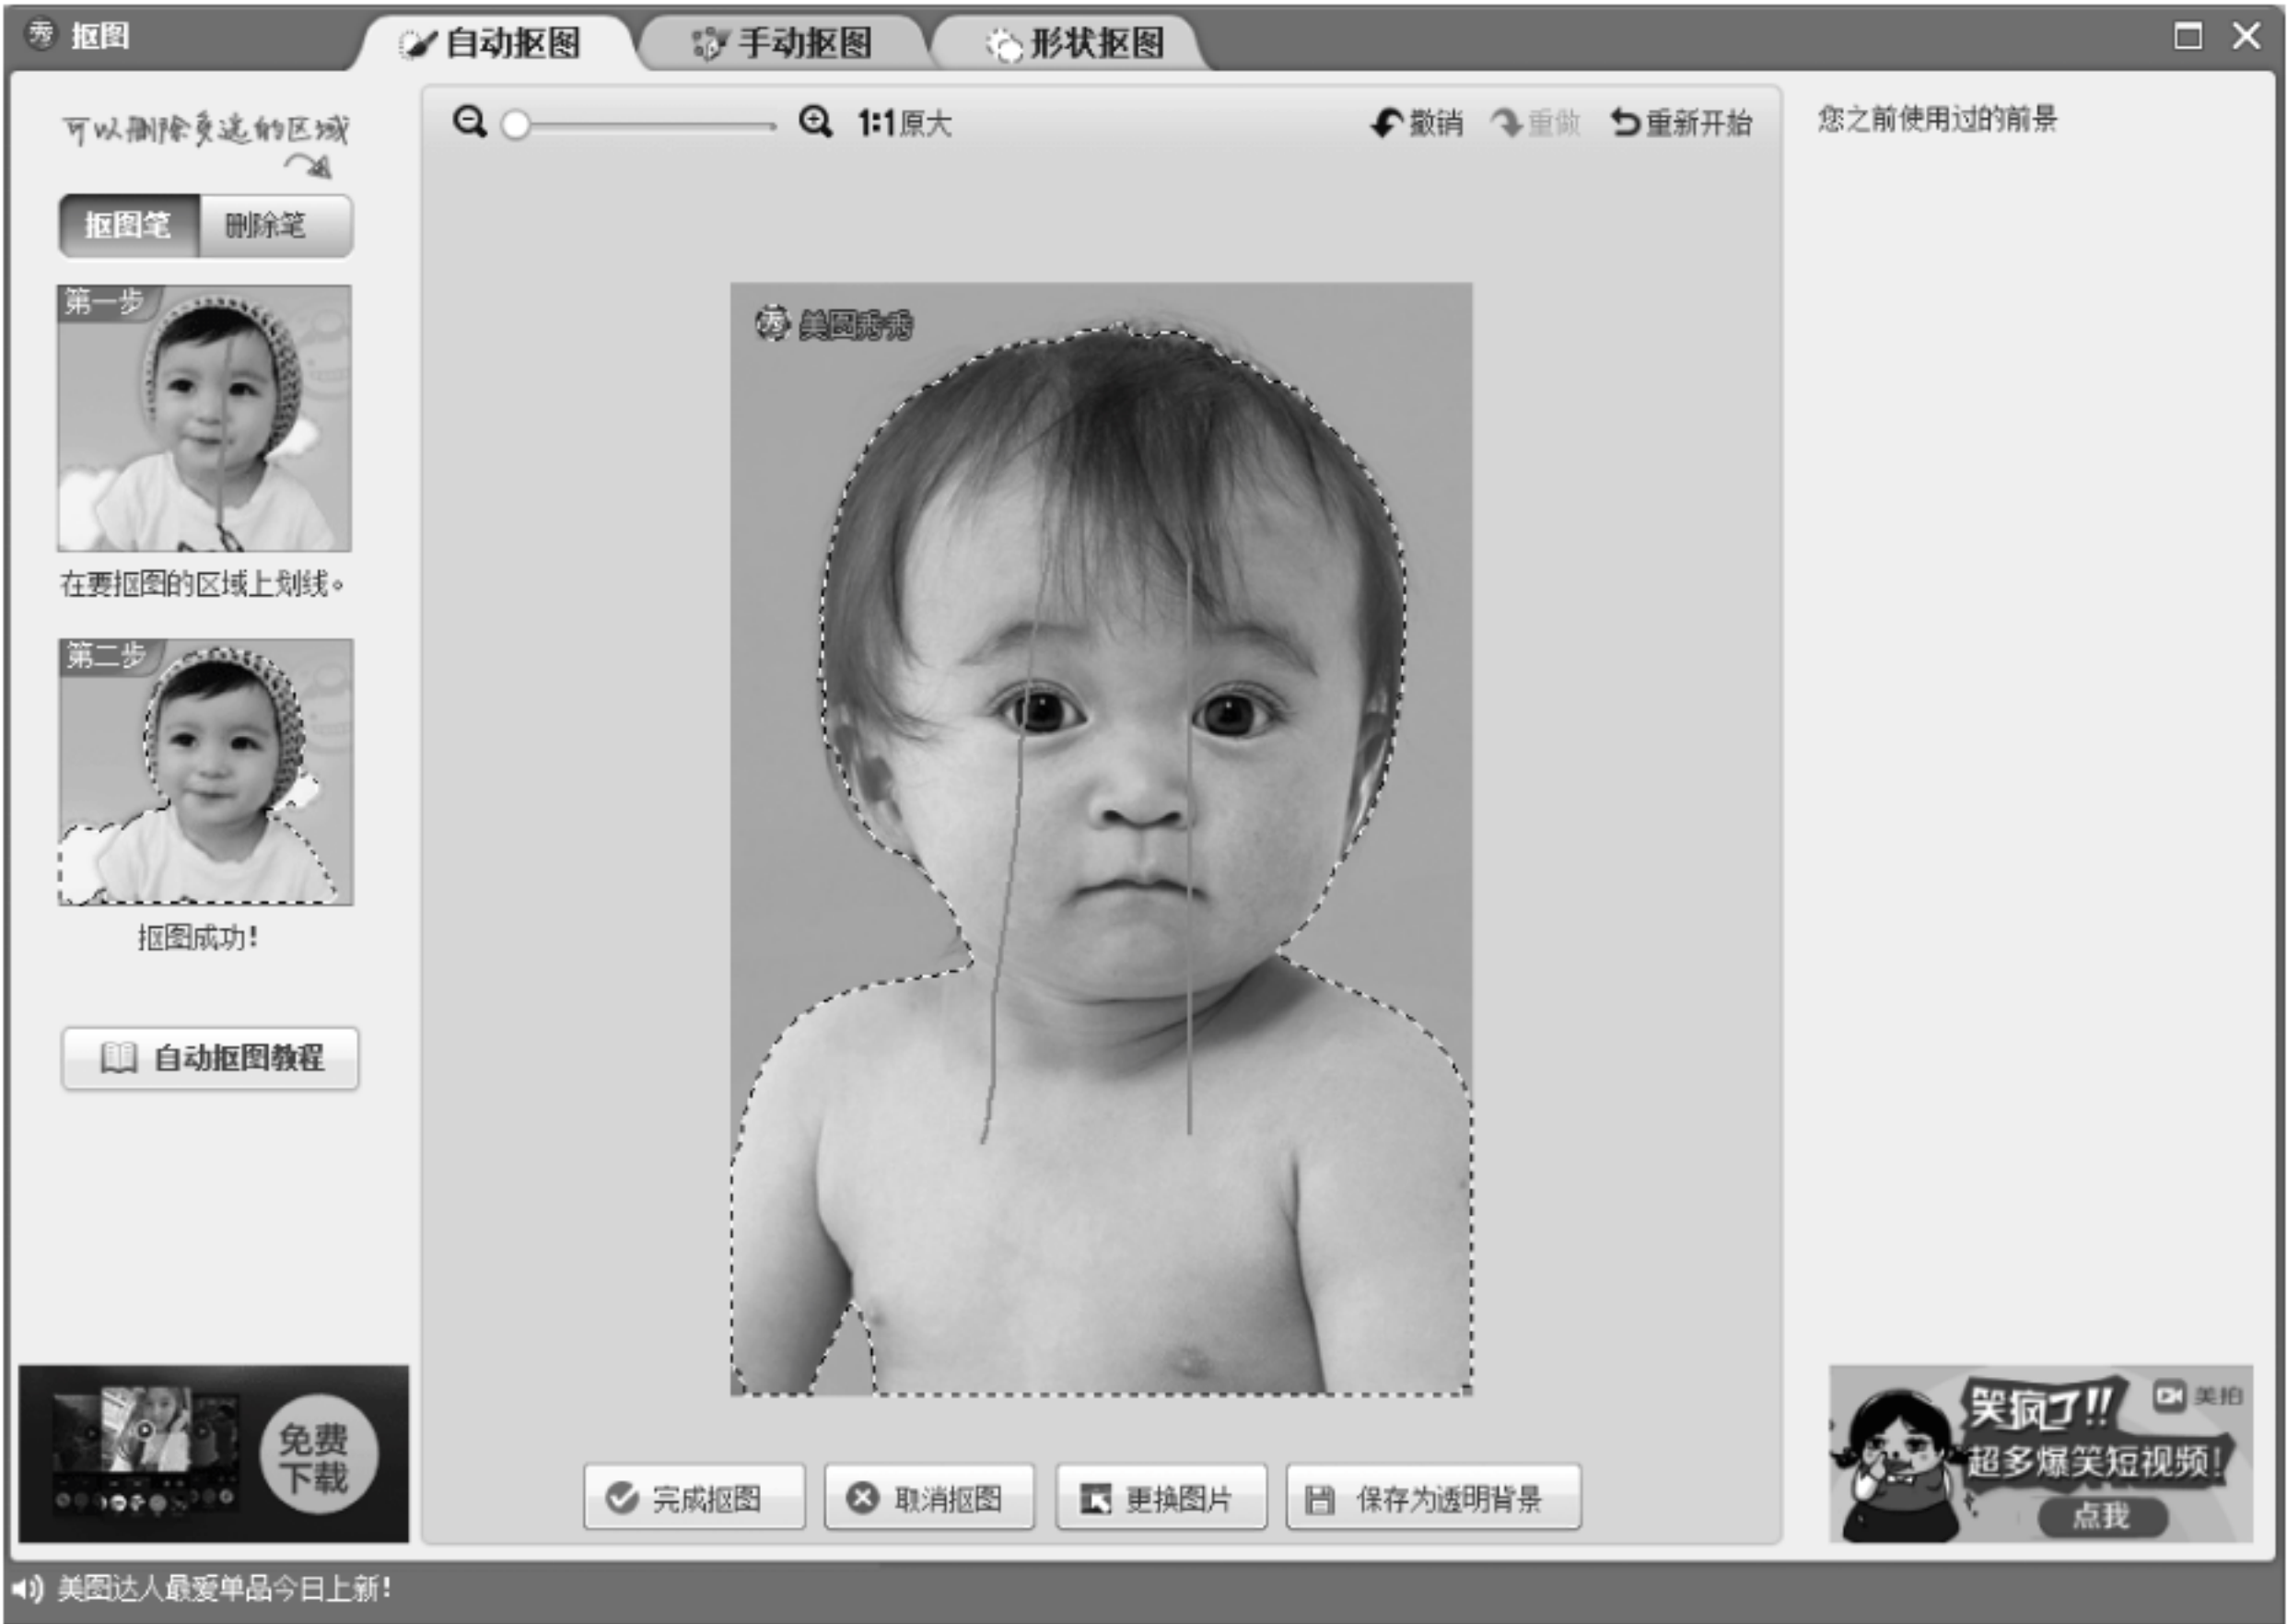 秀 抠图
自动抠图
手动抠图
形状抠图
可以删除多选的区域
抠图笔 删除笔
第一步
在要抠图的区域上划线。
第二步
抠图成功!
自动抠图教程
免费
下载
1:1原大
撤销 重做 重新开始
秀 美图秀秀
完成抠图 取消抠图 更换图片 保存为透明背景
您之前使用过的前景
笑疯了!!
美拍
超多爆笑短视频!
点我
美图达人最爱单品今日上新!